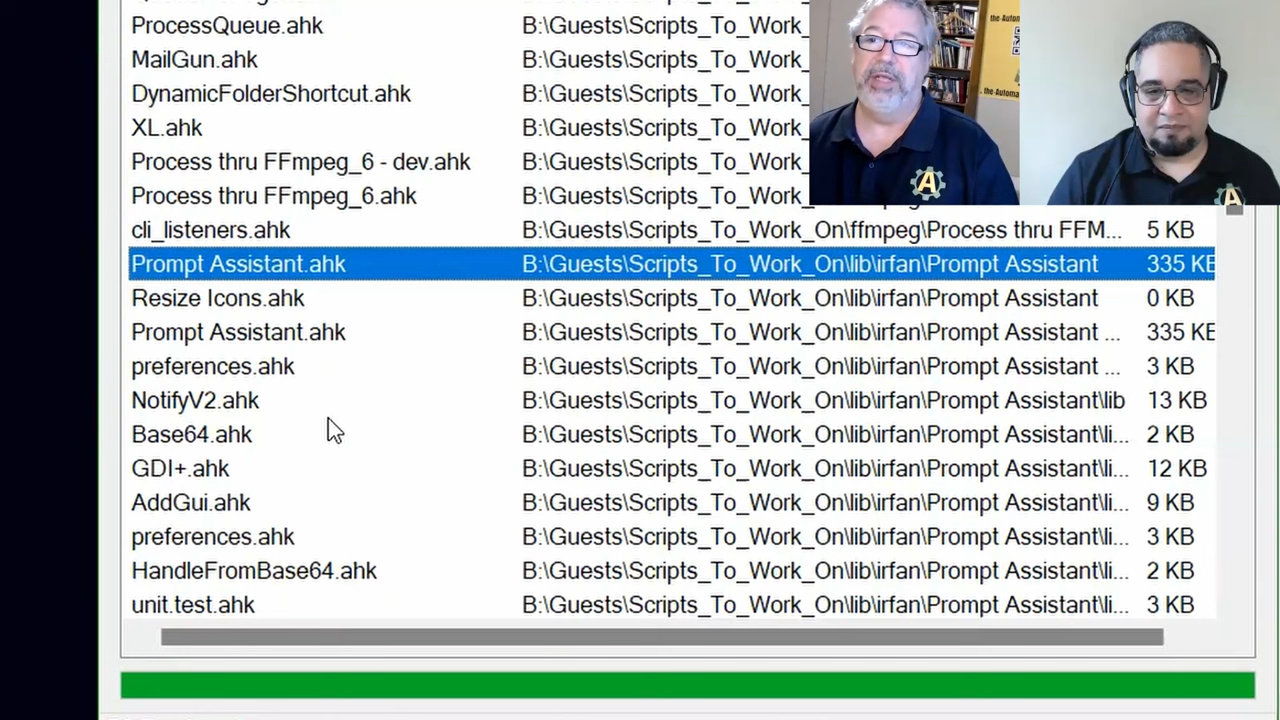 ProcessQueue.ahk B:\Guests\Scripts_To_Work_
MailGun.ahk B:\Guests\Scripts_To_Work_
DynamicFolderShortcut.ahk B:\Guests\Scripts_To_Work_
XL.ahk B:\Guests\Scripts_To_Work_
Process thru FFmpeg_6 - dev.ahk B:\Guests\Scripts_To_Work_
Process thru FFmpeg_6.ahk B:\Guests\Scripts_To_Work_
cli_listeners.ahk B:\Guests\Scripts_To_Work_On\ffmpeg\Process thru FFM... 5 KB
Prompt Assistant.ahk B:\Guests\Scripts_To_Work_On\lib\irfan\Prompt Assistant 335 KB
Resize Icons.ahk B:\Guests\Scripts_To_Work_On\lib\irfan\Prompt Assistant 0 KB
Prompt Assistant.ahk B:\Guests\Scripts_To_Work_On\lib\irfan\Prompt Assistant ... 335 KB
preferences.ahk B:\Guests\Scripts_To_Work_On\lib\irfan\Prompt Assistant ... 3 KB
NotifyV2.ahk B:\Guests\Scripts_To_Work_On\lib\irfan\Prompt Assistant\lib 13 KB
Base64.ahk B:\Guests\Scripts_To_Work_On\lib\irfan\Prompt Assistant\li... 2 KB
GDI+.ahk B:\Guests\Scripts_To_Work_On\lib\irfan\Prompt Assistant\li... 12 KB
AddGui.ahk B:\Guests\Scripts_To_Work_On\lib\irfan\Prompt Assistant\li... 9 KB
preferences.ahk B:\Guests\Scripts_To_Work_On\lib\irfan\Prompt Assistant\li... 3 KB
HandleFromBase64.ahk B:\Guests\Scripts_To_Work_On\lib\irfan\Prompt Assistant\li... 2 KB
unit.test.ahk B:\Guests\Scripts_To_Work_On\lib\irfan\Prompt Assistant\li... 3 KB
the-Autom
the-Automa
A
A